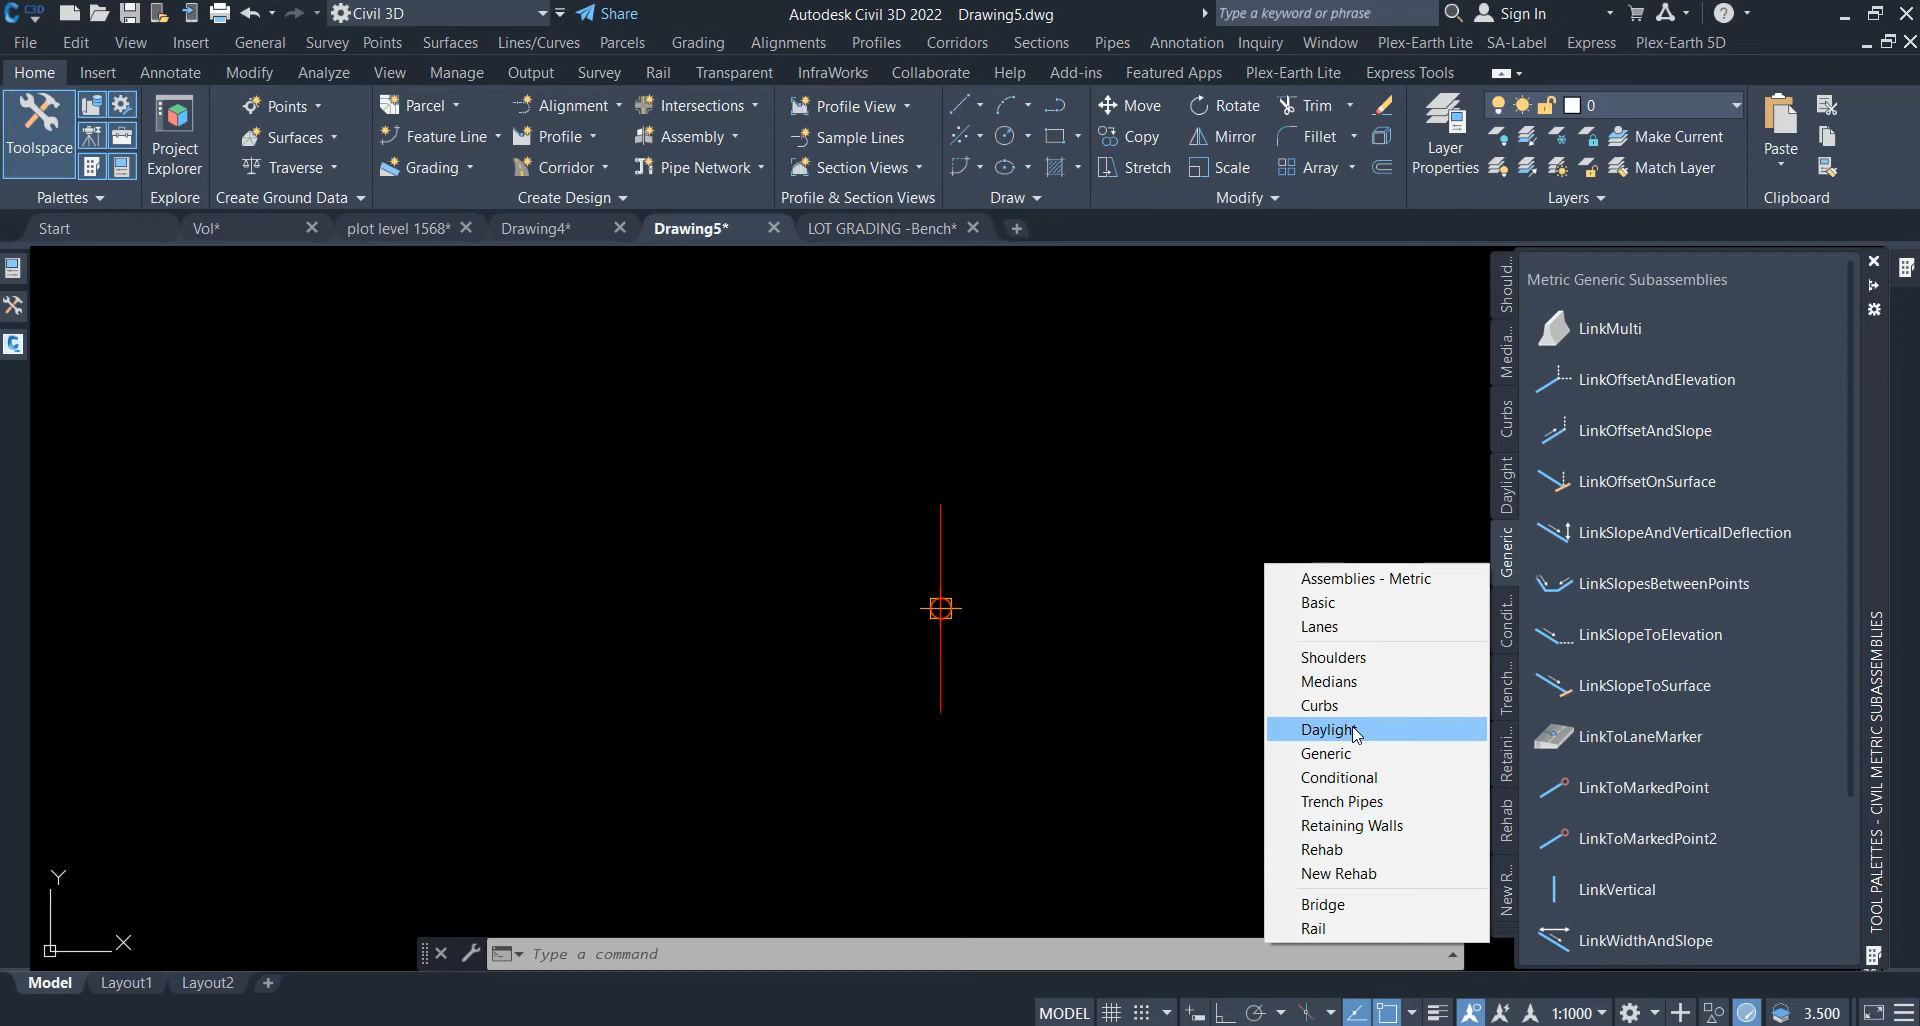 Civil 3D Share Autodesk Civil 3D 2022 Drawing5.dwg Type a keyword or phrase Sign In
File Edit View Insert General Survey Points Surfaces Lines/Curves Parcels Grading Alignments Profiles Corridors Sections Pipes Annotation Inquiry Window Plex-Earth Lite SA-Label Express Plex-Earth 5D
Home Insert Annotate Modify Analyze View Manage Output Survey Rail Transparent InfraWorks Collaborate Help Add-ins Featured Apps Plex-Earth Lite Express Tools
Points Parcel Alignment Intersections Profile View Move Rotate Trim 0
Toolspace Project Explorer Surfaces Feature Line Profile Assembly Sample Lines Copy Mirror Fillet Layer Properties Make Current Paste
Traverse Grading Corridor Pipe Network Section Views Stretch Scale Array Match Layer
Palettes Explore Create Ground Data Create Design Profile & Section Views Draw Modify Layers Clipboard
Start Vol* plot level 1568* Drawing4* Drawing5* LOT GRADING -Bench*
Metric Generic Subassemblies
LinkMulti
LinkOffsetAndElevation
LinkOffsetAndSlope
LinkOffsetOnSurface
LinkSlopeAndVerticalDeflection
LinkSlopesBetweenPoints
LinkSlopeToElevation
LinkSlopeToSurface
LinkToLaneMarker
LinkToMarkedPoint
LinkToMarkedPoint2
LinkVertical
LinkWidthAndSlope
Should...
Media...
Curbs
Daylight
Generic
Condit...
Trench...
Retaini...
Rehab
New R...
TOOL PALETTES - CIVIL METRIC SUBASSEMBLIES
Assemblies - Metric
Basic
Lanes
Shoulders
Medians
Curbs
Daylight
Generic
Conditional
Trench Pipes
Retaining Walls
Rehab
New Rehab
Bridge
Rail
Y
X
Type a command
Model Layout1 Layout2
MODEL 1:1000 3.500